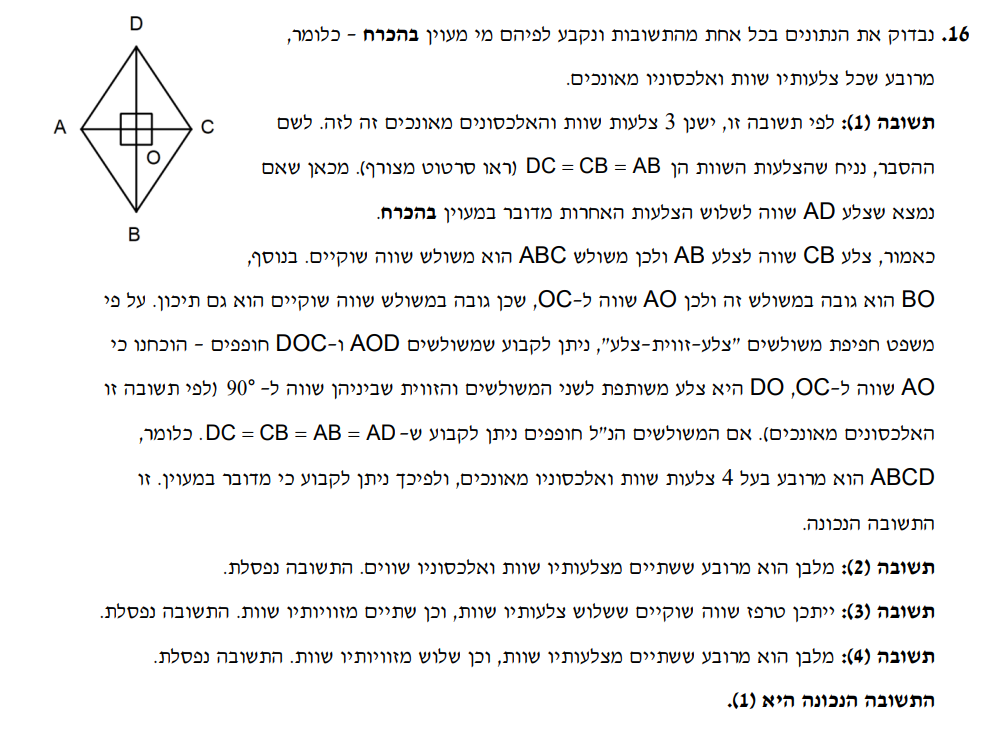 16. נבדוק את הנתונים בכל אחת מהתשובות ונקבע לפיהם מי מעוין בהכרח - כלומר,
מרובע שכל צלעותיו שוות ואלכסוניו מאונכים.
תשובה (1): לפי תשובה זו, ישנן 3 צלעות שוות והאלכסונים מאונכים זה לזה. לשם
ההסבר, נניח שהצלעות השוות הן DC = CB = AB (ראו סרטוט מצורף). מכאן שאם
נמצא שצלע AD שווה לשלוש הצלעות האחרות מדובר במעוין בהכרח.
כאמור, צלע CB שווה לצלע AB ולכן משולש ABC הוא משולש שווה שוקיים. בנוסף,
BO הוא גובה במשולש זה ולכן AO שווה ל-OC, שכן גובה במשולש שווה שוקיים הוא גם תיכון. על פי
משפט חפיפת משולשים "צלע-זווית-צלע", ניתן לקבוע שמשולשים AOD ו-DOC חופפים - הוכחנו כי
AO שווה ל-OC, DO היא צלע משותפת לשני המשולשים והזווית שביניהן שווה ל- 90° (לפי תשובה זו
האלכסונים מאונכים). אם המשולשים הנ"ל חופפים ניתן לקבוע ש- DC = CB = AB = AD. כלומר,
ABCD הוא מרובע בעל 4 צלעות שוות ואלכסוניו מאונכים, ולפיכך ניתן לקבוע כי מדובר במעוין. זו
התשובה הנכונה.
תשובה (2): מלבן הוא מרובע ששתיים מצלעותיו שוות ואלכסוניו שווים. התשובה נפסלת.
תשובה (3): ייתכן טרפז שווה שוקיים ששלוש צלעותיו שוות, וכן שתיים מזוויותיו שוות. התשובה נפסלת.
תשובה (4): מלבן הוא מרובע ששתיים מצלעותיו שוות, וכן שלוש מזוויותיו שוות. התשובה נפסלת.
התשובה הנכונה היא (1).
D
A
C
O
B